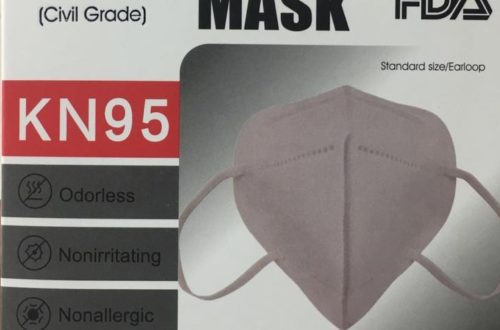 MASK
FDA
(Civil Grade)
Standard size/Earloop
KN95
Odorless
Nonirritating
Nonallergic